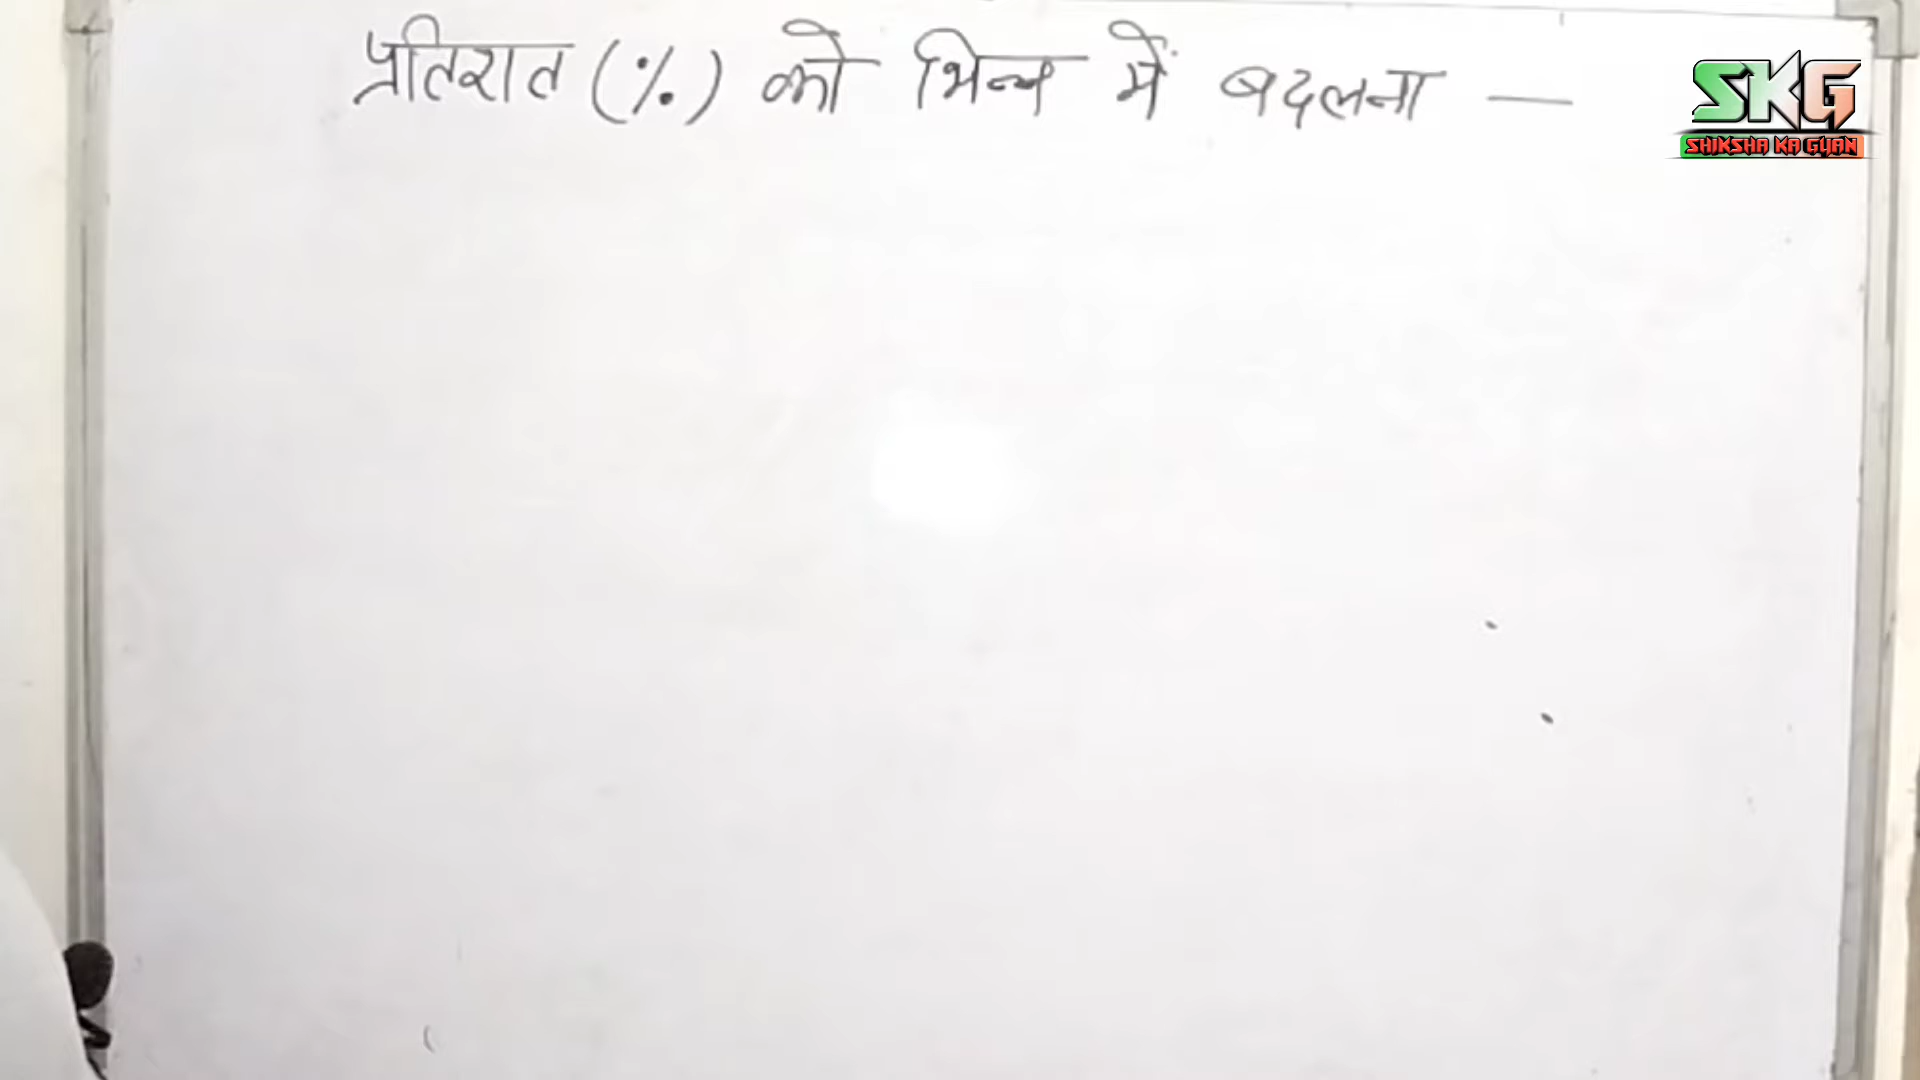 प्रतिशत (%) को भिन्न में बदलना —
SKG
SHIKSHA KA GYAN